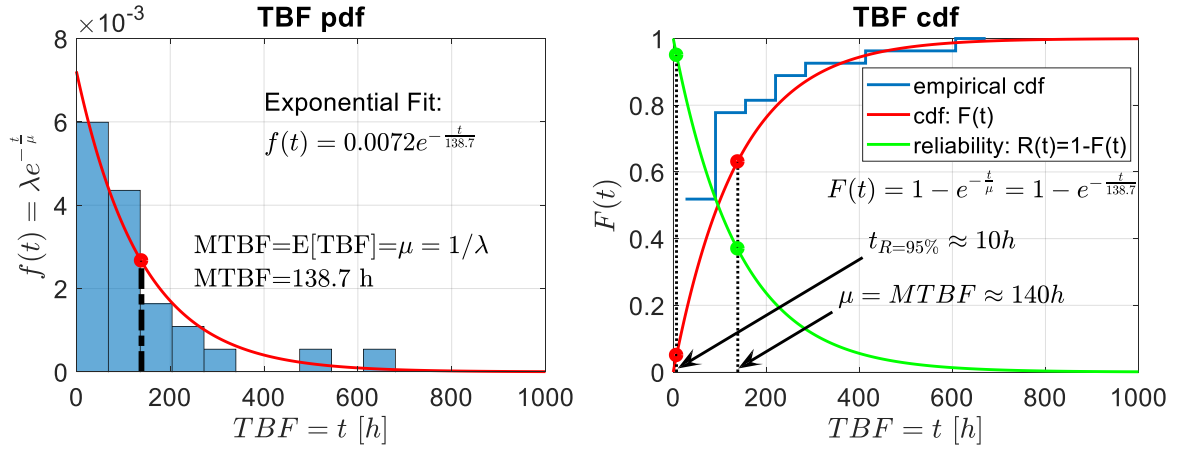 TBF pdf
×10⁻³
8
6
4
2
0
0 200 400 600 800 1000
f(t) = λe^{-t/μ}
TBF = t [h]
Exponential Fit:
f(t) = 0.0072e^{-t/138.7}
MTBF=E[TBF]=μ = 1/λ
MTBF=138.7 h
TBF cdf
1
0.8
0.6
0.4
0.2
0
0 200 400 600 800 1000
F(t)
TBF = t [h]
empirical cdf
cdf: F(t)
reliability: R(t)=1-F(t)
F(t) = 1 − e^{-t/μ} = 1 − e^{-t/138.7}
t_{R=95%} ≈ 10h
μ = MTBF ≈ 140h